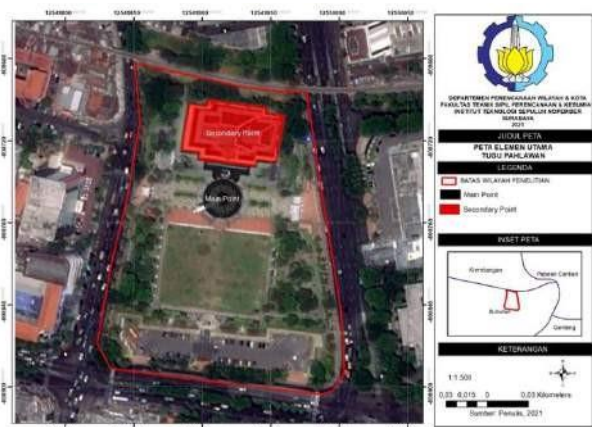 Secondary Point
Main Point
DEPARTEMEN PERENCANAAN WILAYAH & KOTA
FAKULTAS TEKNIK SIPIL PERENCANAAN & KEBUMIAN
INSTITUT TEKNOLOGI SEPULUH NOPEMBER
SURABAYA
2021
JUDUL PETA
PETA ELEMEN UTAMA
TUGU PAHLAWAN
LEGENDA
BATAS WILAYAH PENELITIAN
Main Point
Secondary Point
INSET PETA
Krembangan
Pabean Cantian
Bubutan
Genteng
KETERANGAN
1:1.500
0,03 0,015 0 0,03 Kilometers
Sumber: Penulis, 2021